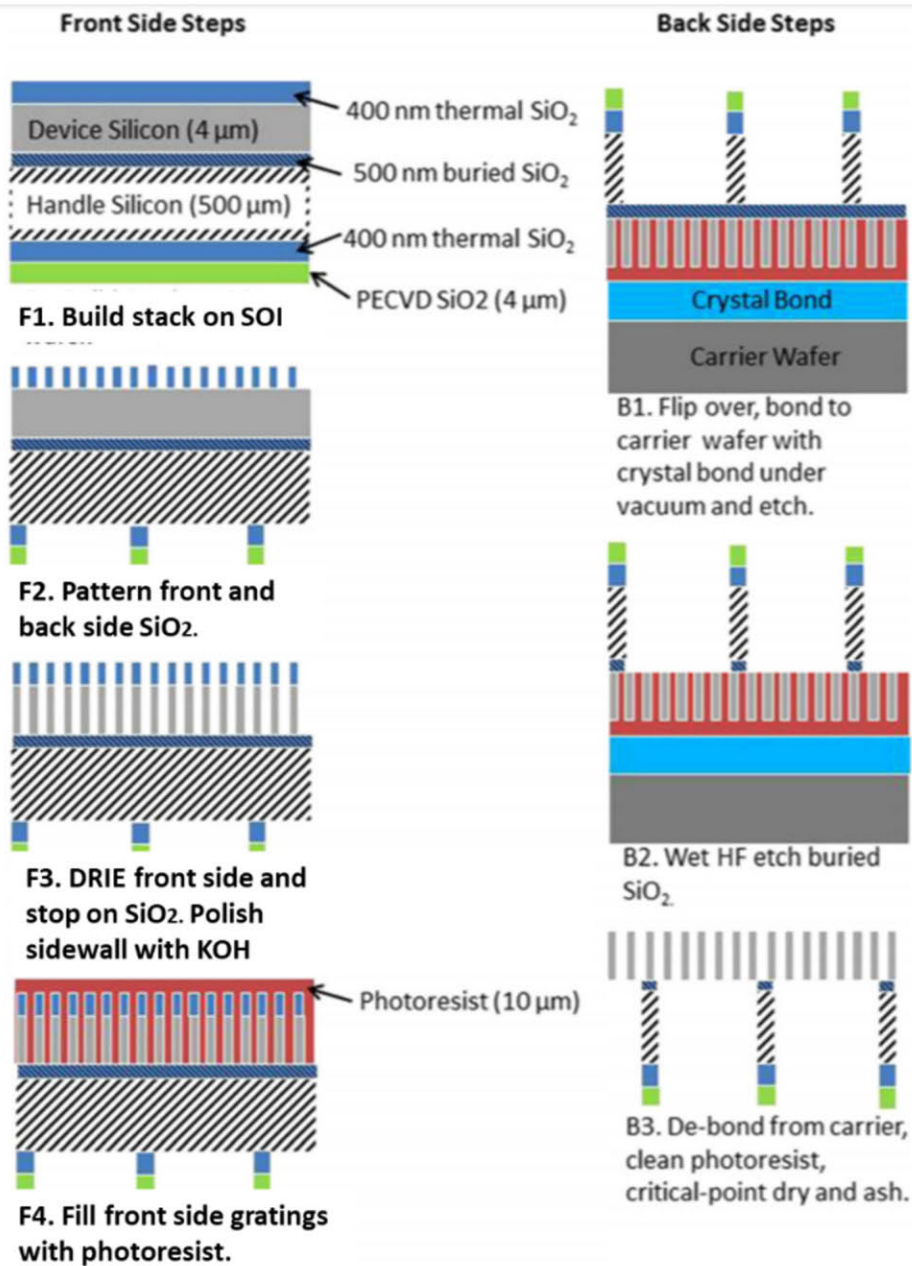 Front Side Steps
400 nm thermal SiO₂
Device Silicon (4 µm)
500 nm buried SiO₂
Handle Silicon (500 µm)
400 nm thermal SiO₂
PECVD SiO2 (4 µm)
F1. Build stack on SOI
F2. Pattern front and
back side SiO₂.
F3. DRIE front side and
stop on SiO₂. Polish
sidewall with KOH
Photoresist (10 µm)
F4. Fill front side gratings
with photoresist.
Back Side Steps
Crystal Bond
Carrier Wafer
B1. Flip over, bond to
carrier wafer with
crystal bond under
vacuum and etch.
B2. Wet HF etch buried
SiO₂.
B3. De-bond from carrier,
clean photoresist,
critical-point dry and ash.